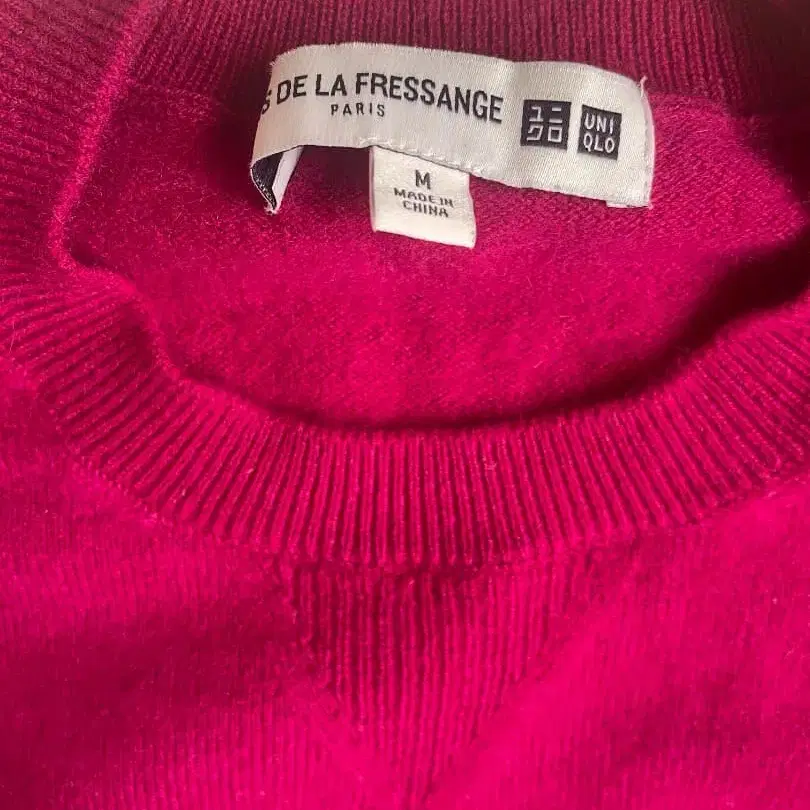 S DE LA FRESSANGE
PARIS
ユニ
クロ
UNI
QLO
M
MADE IN
CHINA